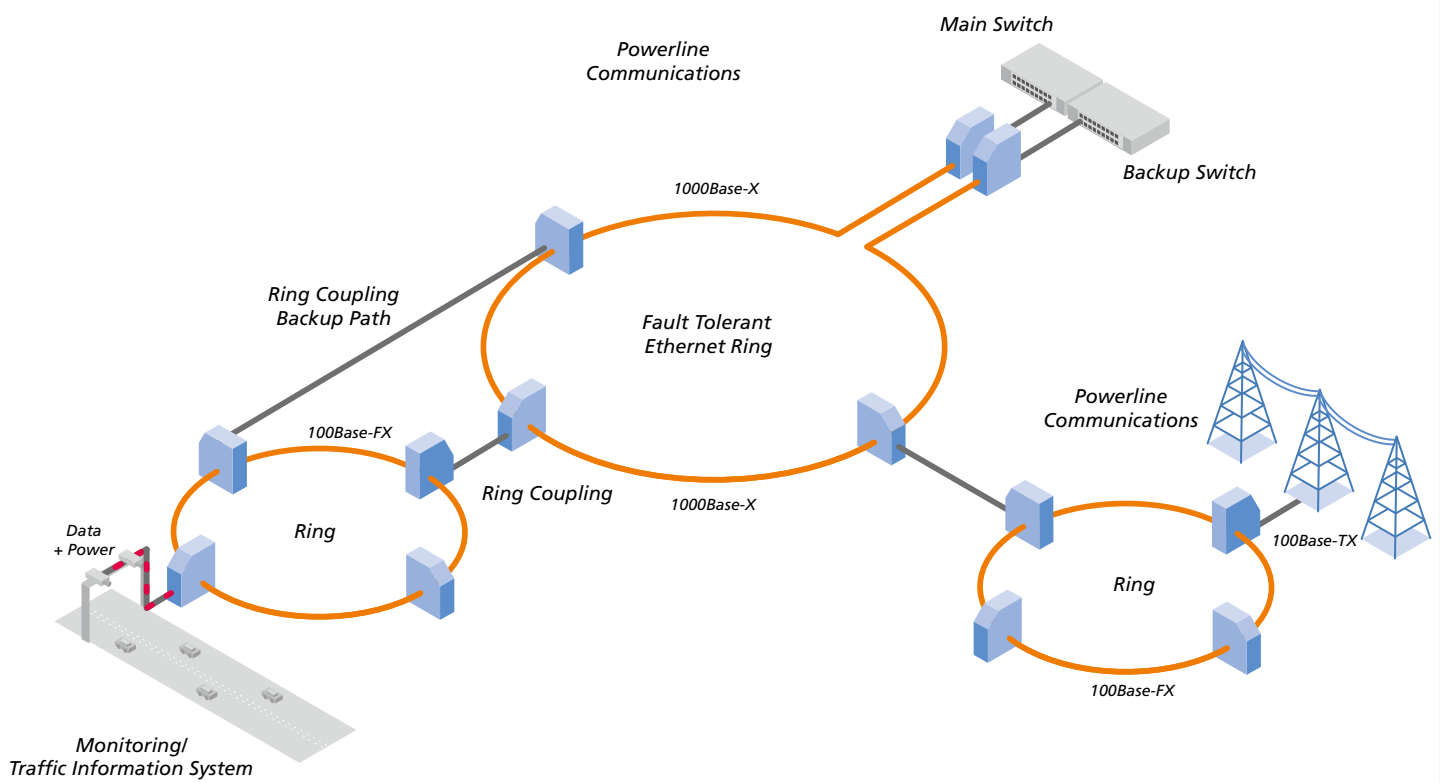 Main Switch
Powerline
Communications
Backup Switch
1000Base-X
Ring Coupling
Backup Path
Fault Tolerant
Ethernet Ring
Powerline
Communications
100Base-FX
Ring Coupling
1000Base-X
Data
+ Power
Ring
100Base-TX
Ring
100Base-FX
Monitoring/
Traffic Information System